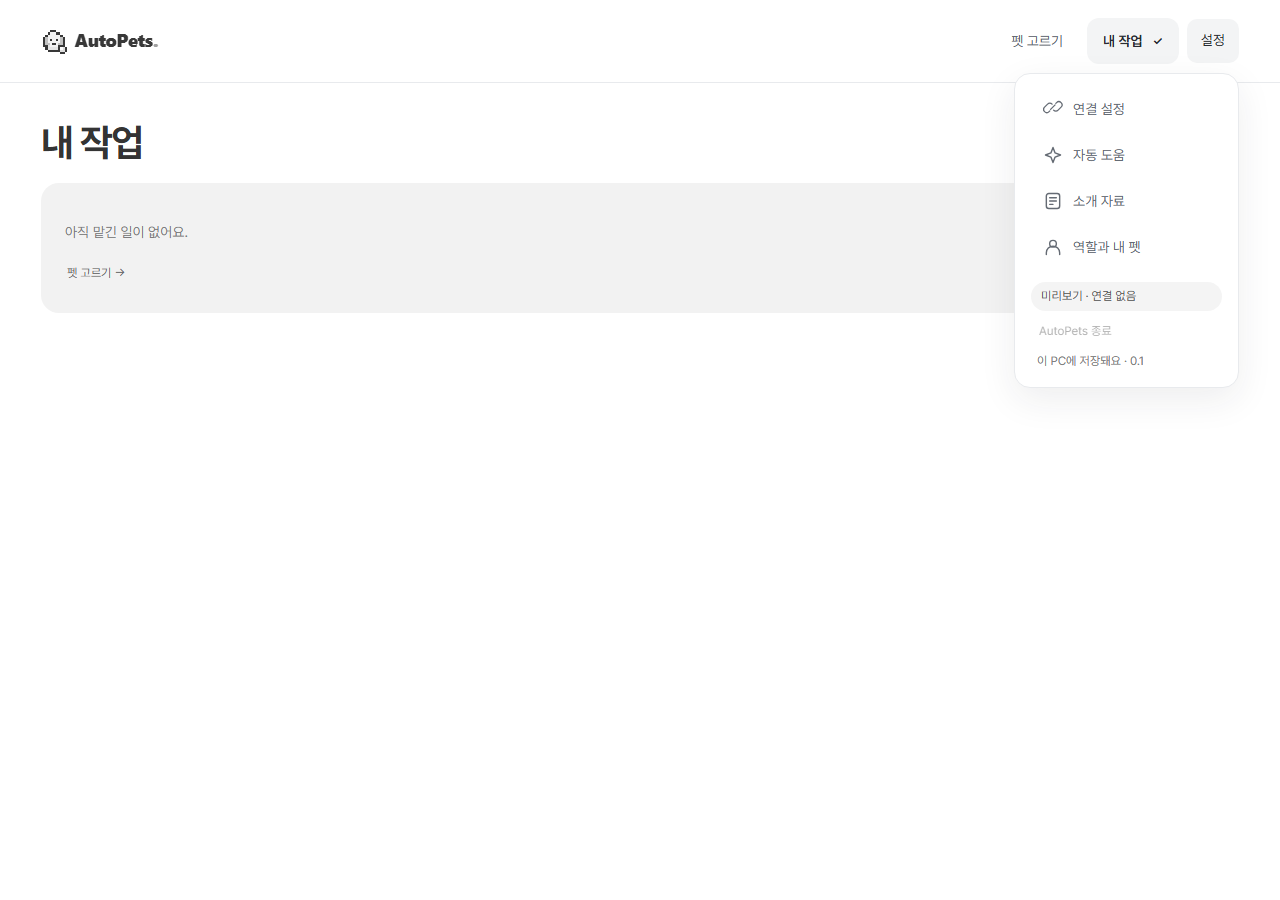 AutoPets.
펫 고르기
내 작업
설정
내 작업
아직 맡긴 일이 없어요.
펫 고르기 →
연결 설정
자동 도움
소개 자료
역할과 내 펫
미리보기 · 연결 없음
AutoPets 종료
이 PC에 저장돼요 · 0.1